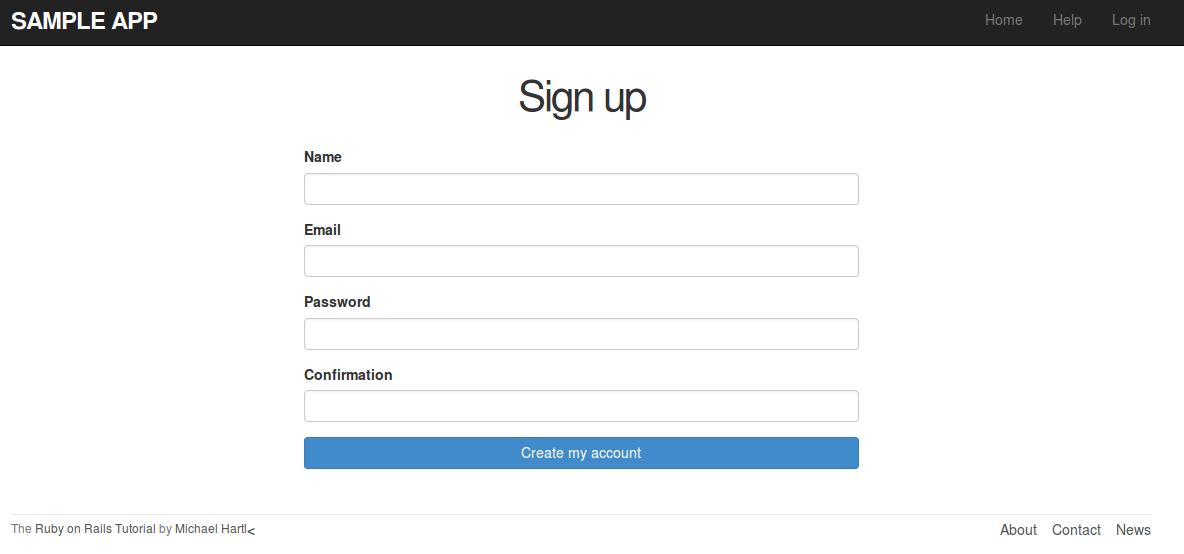 SAMPLE APP Home Help Log in
Sign up
Name
Email
Password
Confirmation
Create my account
The Ruby on Rails Tutorial by Michael Hartl< About Contact News